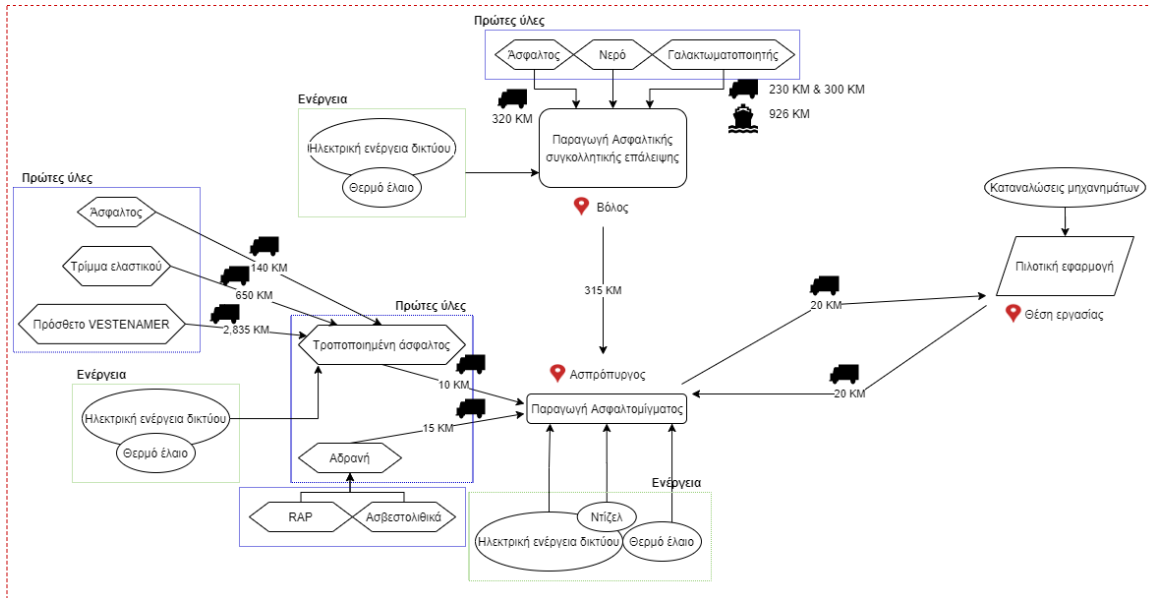 Πρώτες ύλες
Άσφαλτος
Νερό
Γαλακτωματοποιητής
320 KM
230 KM & 300 KM
926 KM
Ενέργεια
Ηλεκτρική ενέργεια δικτύου
Θερμό έλαιο
Παραγωγή Ασφαλτικής
συγκολλητικής επάλειψης
Βόλος
Πρώτες ύλες
Άσφαλτος
Τρίμμα ελαστικού
Πρόσθετο VESTENAMER
140 KM
650 KM
2,835 KM
315 KM
Καταναλώσεις μηχανημάτων
Πιλοτική εφαρμογή
Θέση εργασίας
20 KM
20 KM
Πρώτες ύλες
Τροποποιημένη άσφαλτος
10 KM
Ασπρόπυργος
Παραγωγή Ασφαλτομίγματος
Ενέργεια
Ηλεκτρική ενέργεια δικτύου
Θερμό έλαιο
15 KM
Αδρανή
RAP
Ασβεστολιθικά
Ενέργεια
Ντίζελ
Ηλεκτρική ενέργεια δικτύου
Θερμό έλαιο